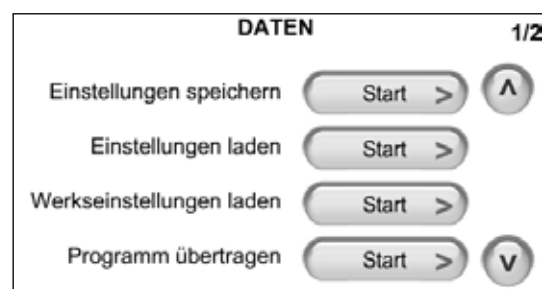 DATEN 1/2
Einstellungen speichern Start >
Einstellungen laden Start >
Werkseinstellungen laden Start >
Programm übertragen Start >